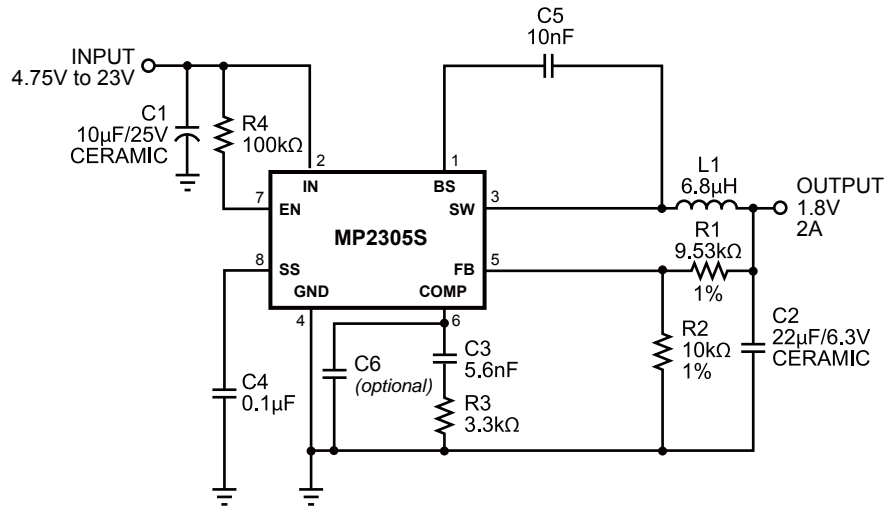 INPUT
4.75V to 23V
C1
10µF/25V
CERAMIC
R4
100kΩ
C5
10nF
2
1
IN
BS
7
EN
SW
3
MP2305S
L1
6.8µH
OUTPUT
1.8V
2A
R1
9.53kΩ
1%
8
SS
FB
5
GND
COMP
4
6
C4
0.1µF
C6
(optional)
C3
5.6nF
R3
3.3kΩ
R2
10kΩ
1%
C2
22µF/6.3V
CERAMIC